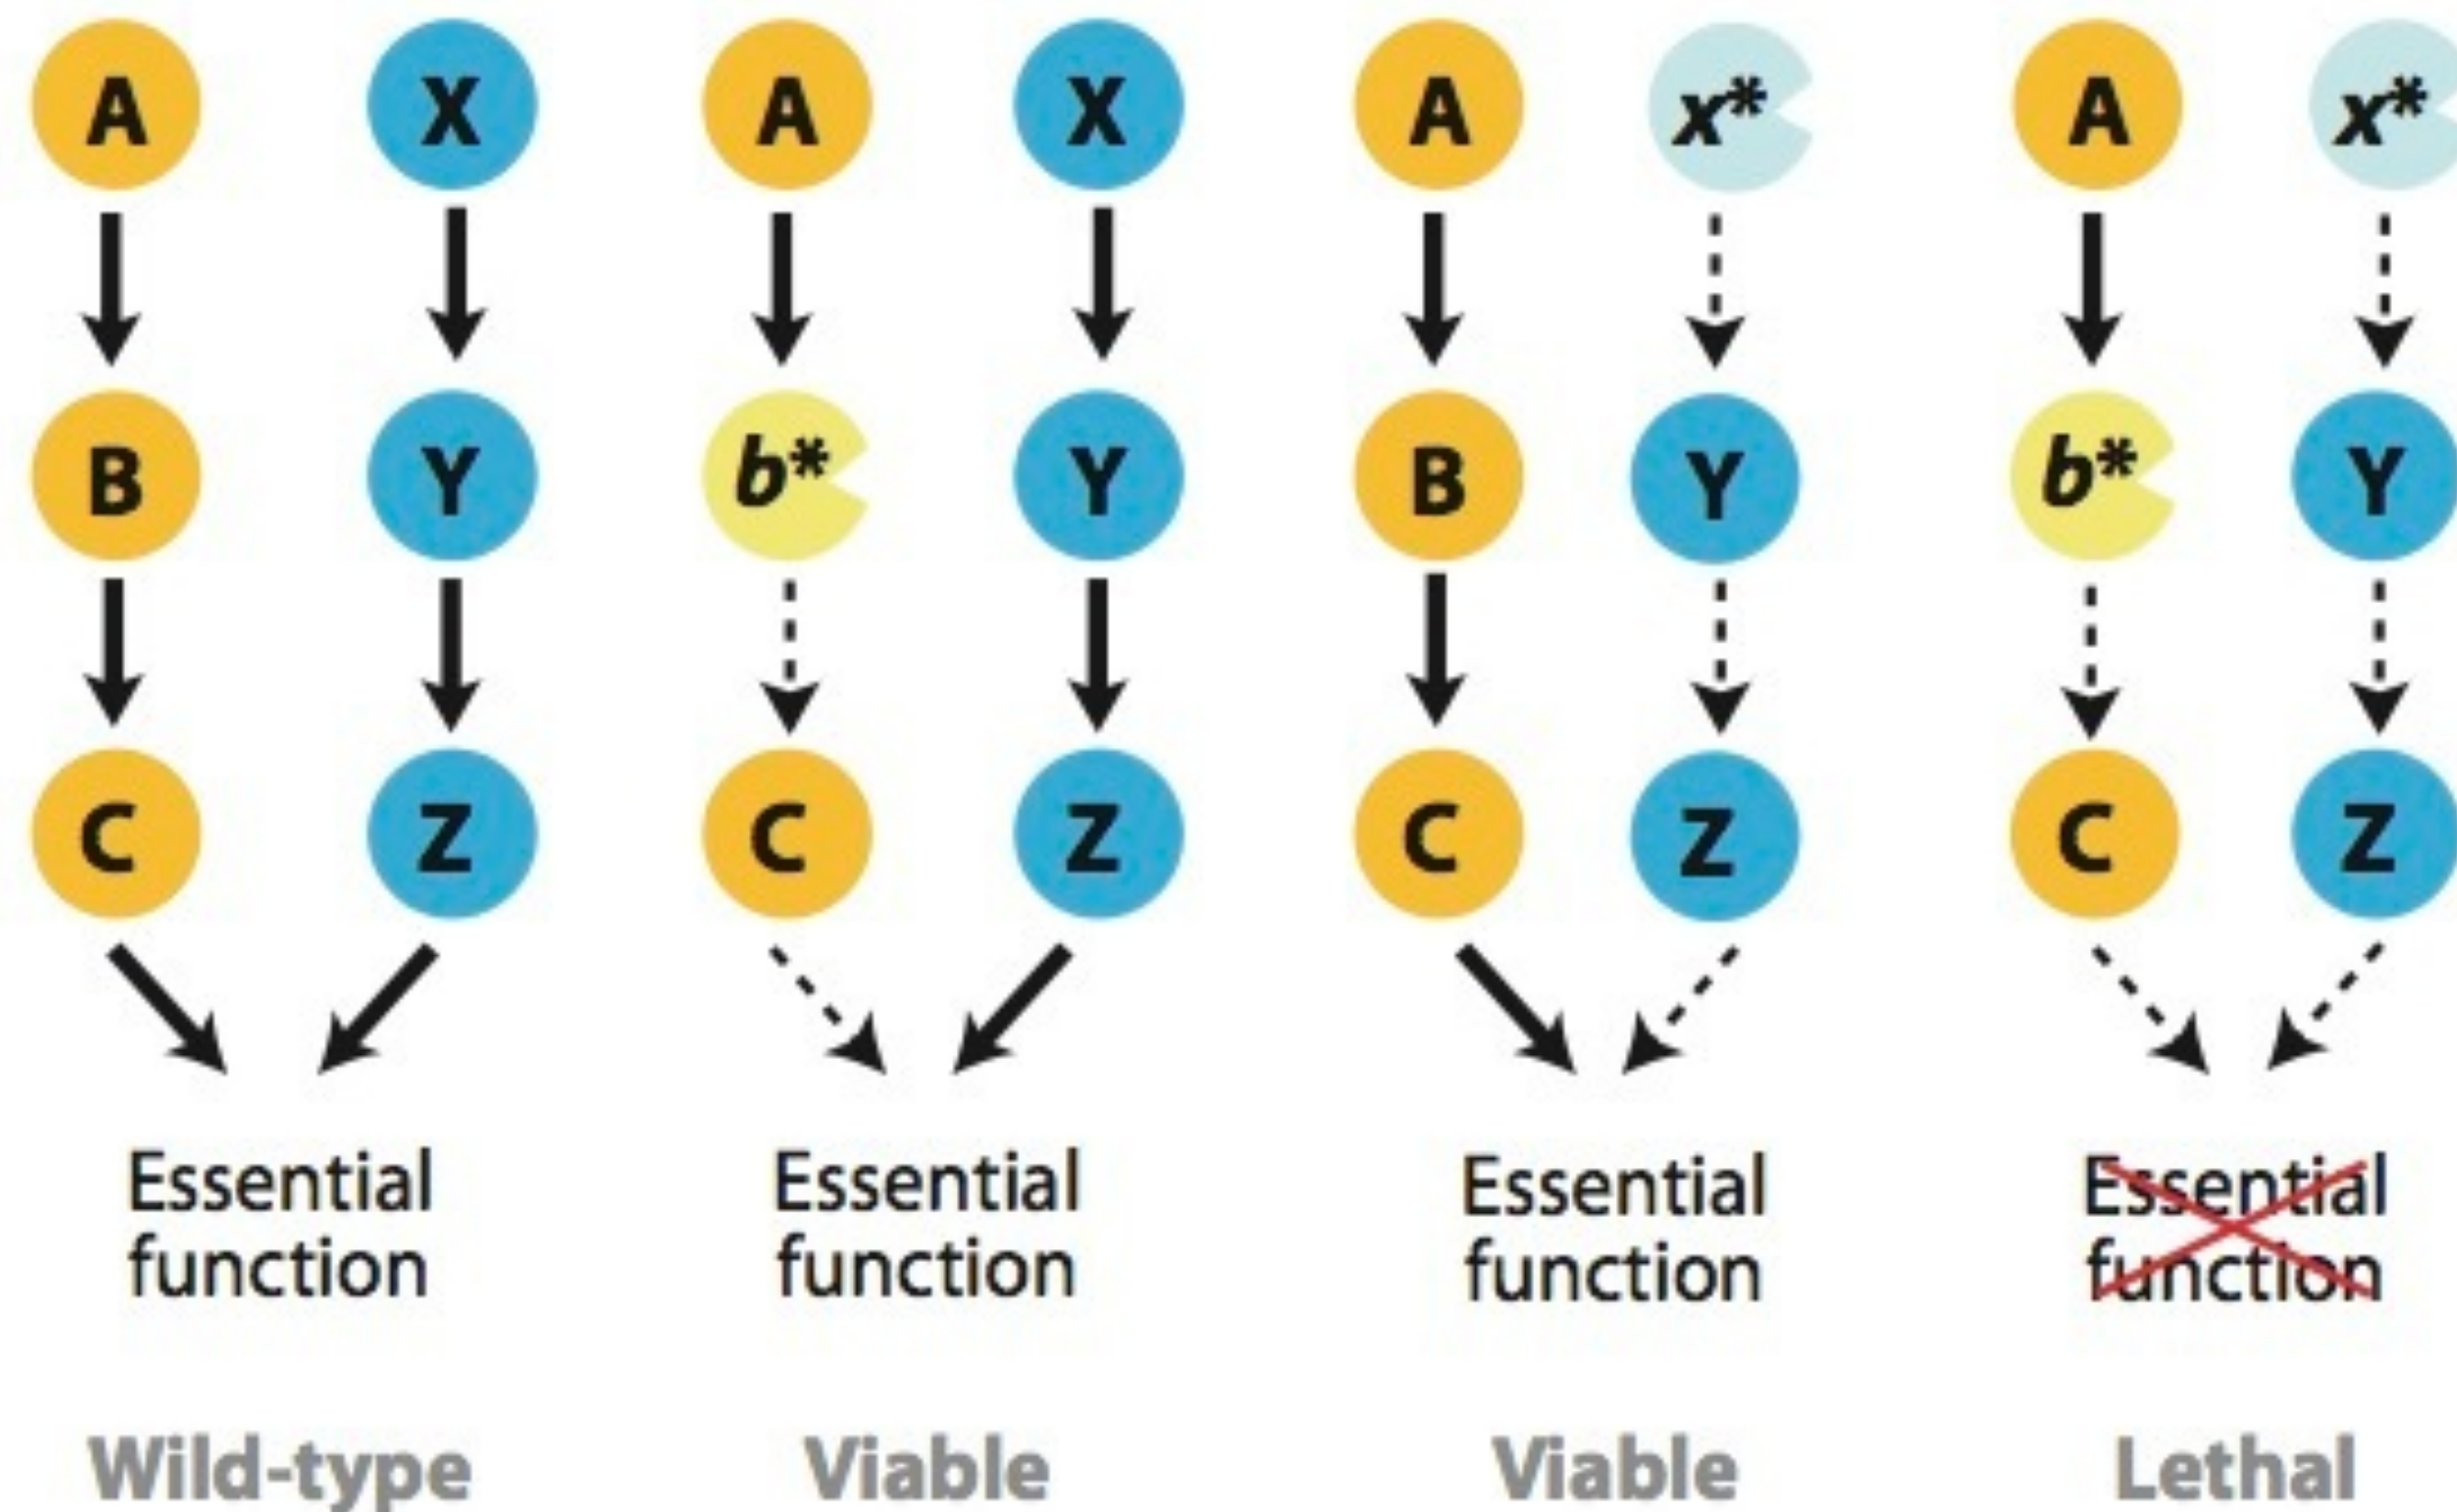 A X A X A x* A x*
B Y b* Y B Y b* Y
C Z C Z C Z C Z
Essential Essential Essential Essential
function function function function
Wild-type Viable Viable Lethal